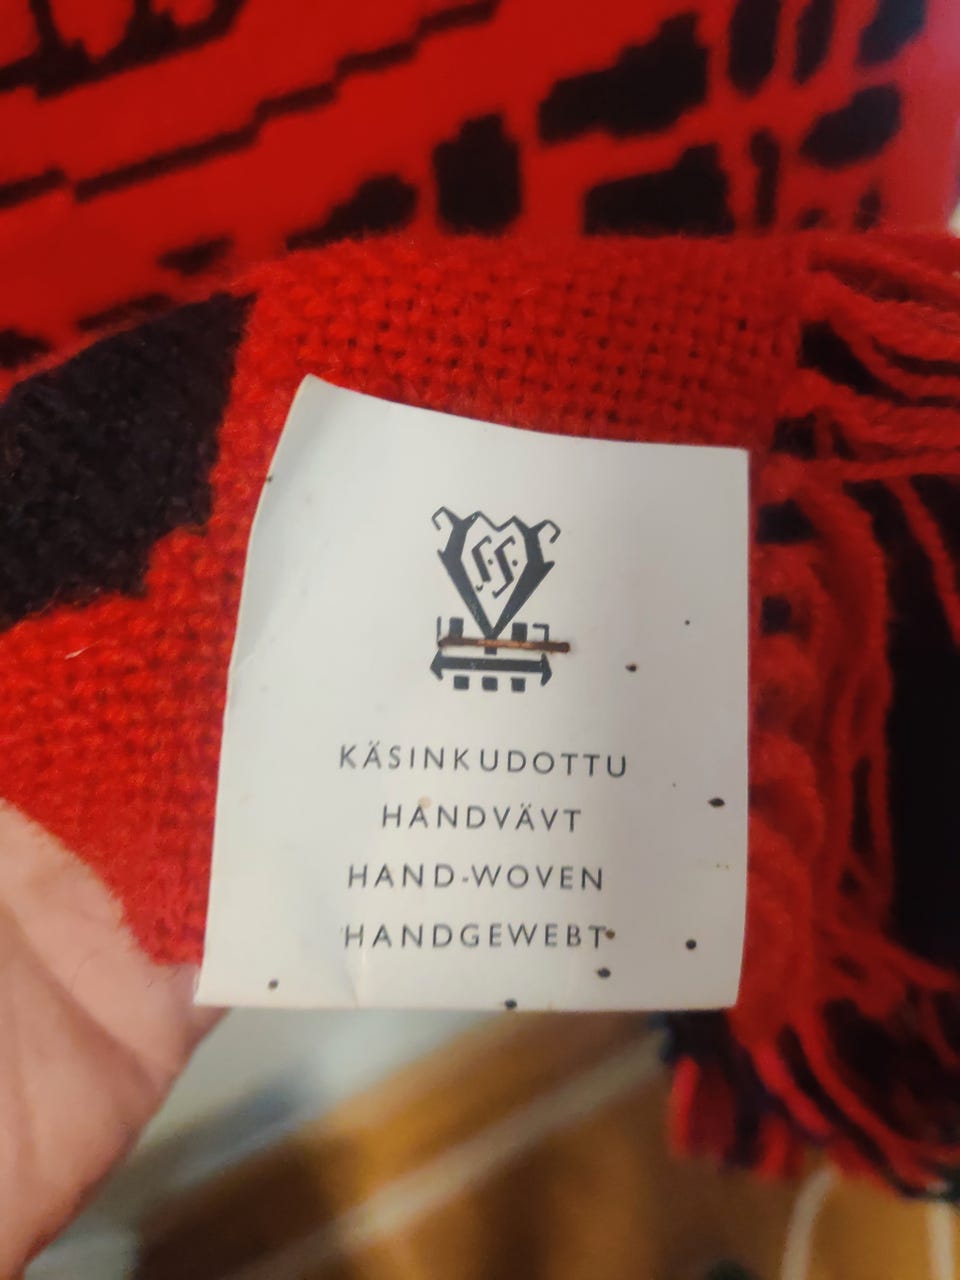 S.S.
KÄSINKUDOTTU
HANDVÄVT
HAND-WOVEN
HANDGEWEBT